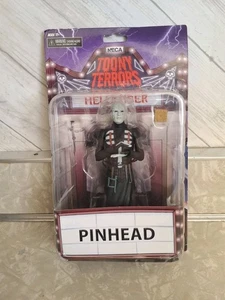 NECA
TOONY TERRORS
HELLRAISER
PINHEAD